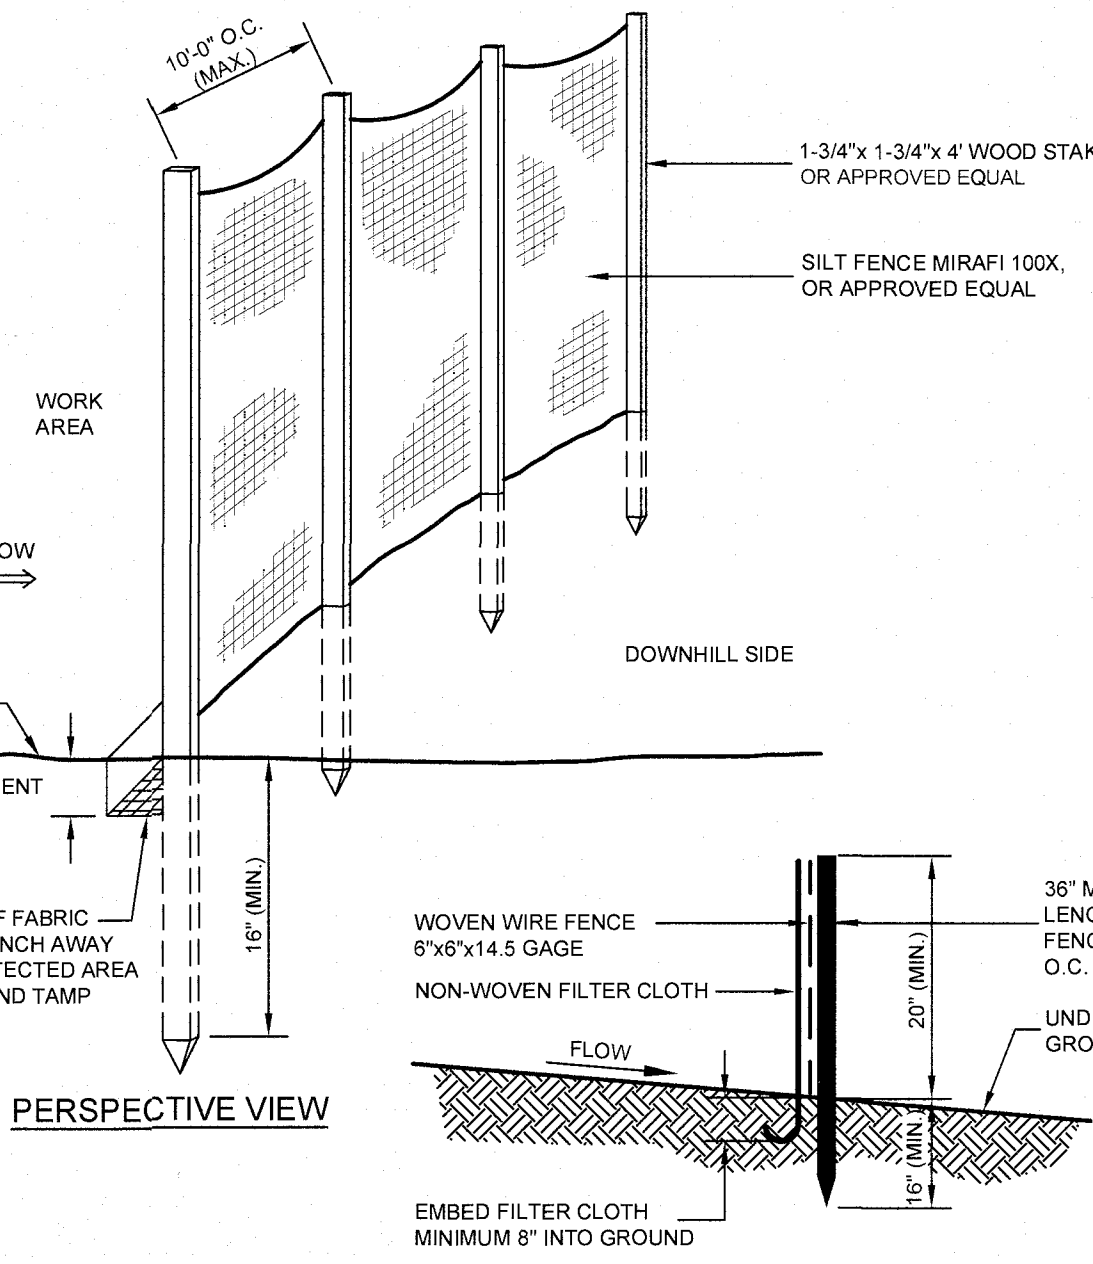 10'-0" O.C.
(MAX.)
1-3/4"x 1-3/4"x 4' WOOD STAK
OR APPROVED EQUAL
SILT FENCE MIRAFI 100X,
OR APPROVED EQUAL
WORK
AREA
OW
DOWNHILL SIDE
ENT
16" (MIN.)
F FABRIC
NCH AWAY
TECTED AREA
ND TAMP
PERSPECTIVE VIEW
WOVEN WIRE FENCE
6"x6"x14.5 GAGE
NON-WOVEN FILTER CLOTH
FLOW
20" (MIN.)
36" M
LENG
FENC
O.C.
UND
GRO
16" (MIN.)
EMBED FILTER CLOTH
MINIMUM 8" INTO GROUND